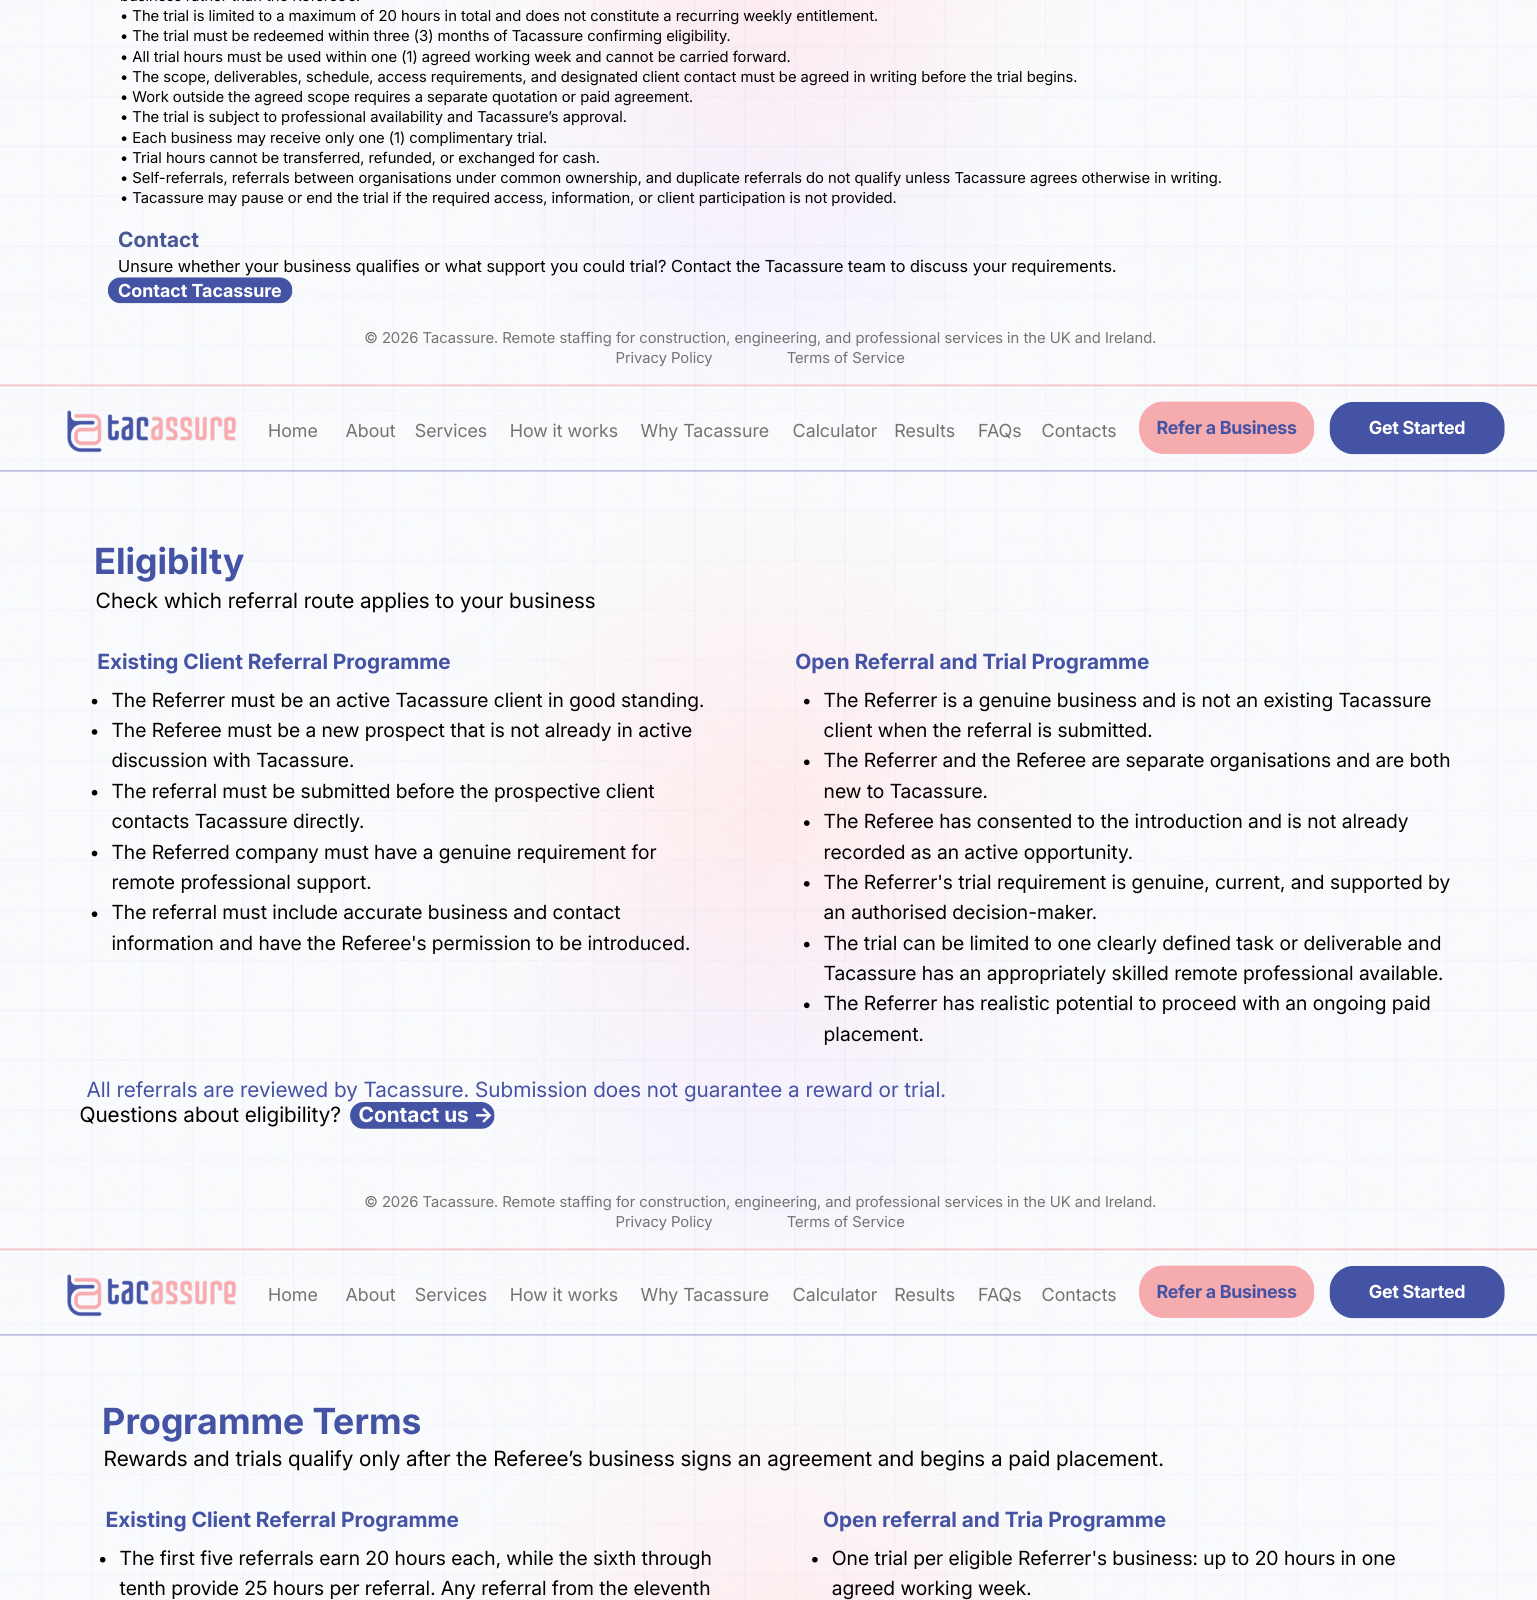 business rather than the Referee's.
• The trial is limited to a maximum of 20 hours in total and does not constitute a recurring weekly entitlement.
• The trial must be redeemed within three (3) months of Tacassure confirming eligibility.
• All trial hours must be used within one (1) agreed working week and cannot be carried forward.
• The scope, deliverables, schedule, access requirements, and designated client contact must be agreed in writing before the trial begins.
• Work outside the agreed scope requires a separate quotation or paid agreement.
• The trial is subject to professional availability and Tacassure’s approval.
• Each business may receive only one (1) complimentary trial.
• Trial hours cannot be transferred, refunded, or exchanged for cash.
• Self-referrals, referrals between organisations under common ownership, and duplicate referrals do not qualify unless Tacassure agrees otherwise in writing.
• Tacassure may pause or end the trial if the required access, information, or client participation is not provided.
Contact
Unsure whether your business qualifies or what support you could trial? Contact the Tacassure team to discuss your requirements.
Contact Tacassure
© 2026 Tacassure. Remote staffing for construction, engineering, and professional services in the UK and Ireland.
Privacy Policy Terms of Service
tacassure Home About Services How it works Why Tacassure Calculator Results FAQs Contacts Refer a Business Get Started
Eligibilty
Check which referral route applies to your business
Existing Client Referral Programme
• The Referrer must be an active Tacassure client in good standing.
• The Referee must be a new prospect that is not already in active
discussion with Tacassure.
• The referral must be submitted before the prospective client
contacts Tacassure directly.
• The Referred company must have a genuine requirement for
remote professional support.
• The referral must include accurate business and contact
information and have the Referee's permission to be introduced.
Open Referral and Trial Programme
• The Referrer is a genuine business and is not an existing Tacassure
client when the referral is submitted.
• The Referrer and the Referee are separate organisations and are both
new to Tacassure.
• The Referee has consented to the introduction and is not already
recorded as an active opportunity.
• The Referrer's trial requirement is genuine, current, and supported by
an authorised decision-maker.
• The trial can be limited to one clearly defined task or deliverable and
Tacassure has an appropriately skilled remote professional available.
• The Referrer has realistic potential to proceed with an ongoing paid
placement.
All referrals are reviewed by Tacassure. Submission does not guarantee a reward or trial.
Questions about eligibility? Contact us →
© 2026 Tacassure. Remote staffing for construction, engineering, and professional services in the UK and Ireland.
Privacy Policy Terms of Service
tacassure Home About Services How it works Why Tacassure Calculator Results FAQs Contacts Refer a Business Get Started
Programme Terms
Rewards and trials qualify only after the Referee’s business signs an agreement and begins a paid placement.
Existing Client Referral Programme
• The first five referrals earn 20 hours each, while the sixth through
tenth provide 25 hours per referral. Any referral from the eleventh
Open referral and Tria Programme
• One trial per eligible Referrer's business: up to 20 hours in one
agreed working week.